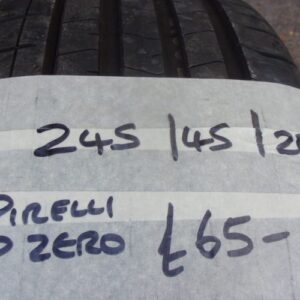 245/45/2
PIRELLI
P ZERO £65-